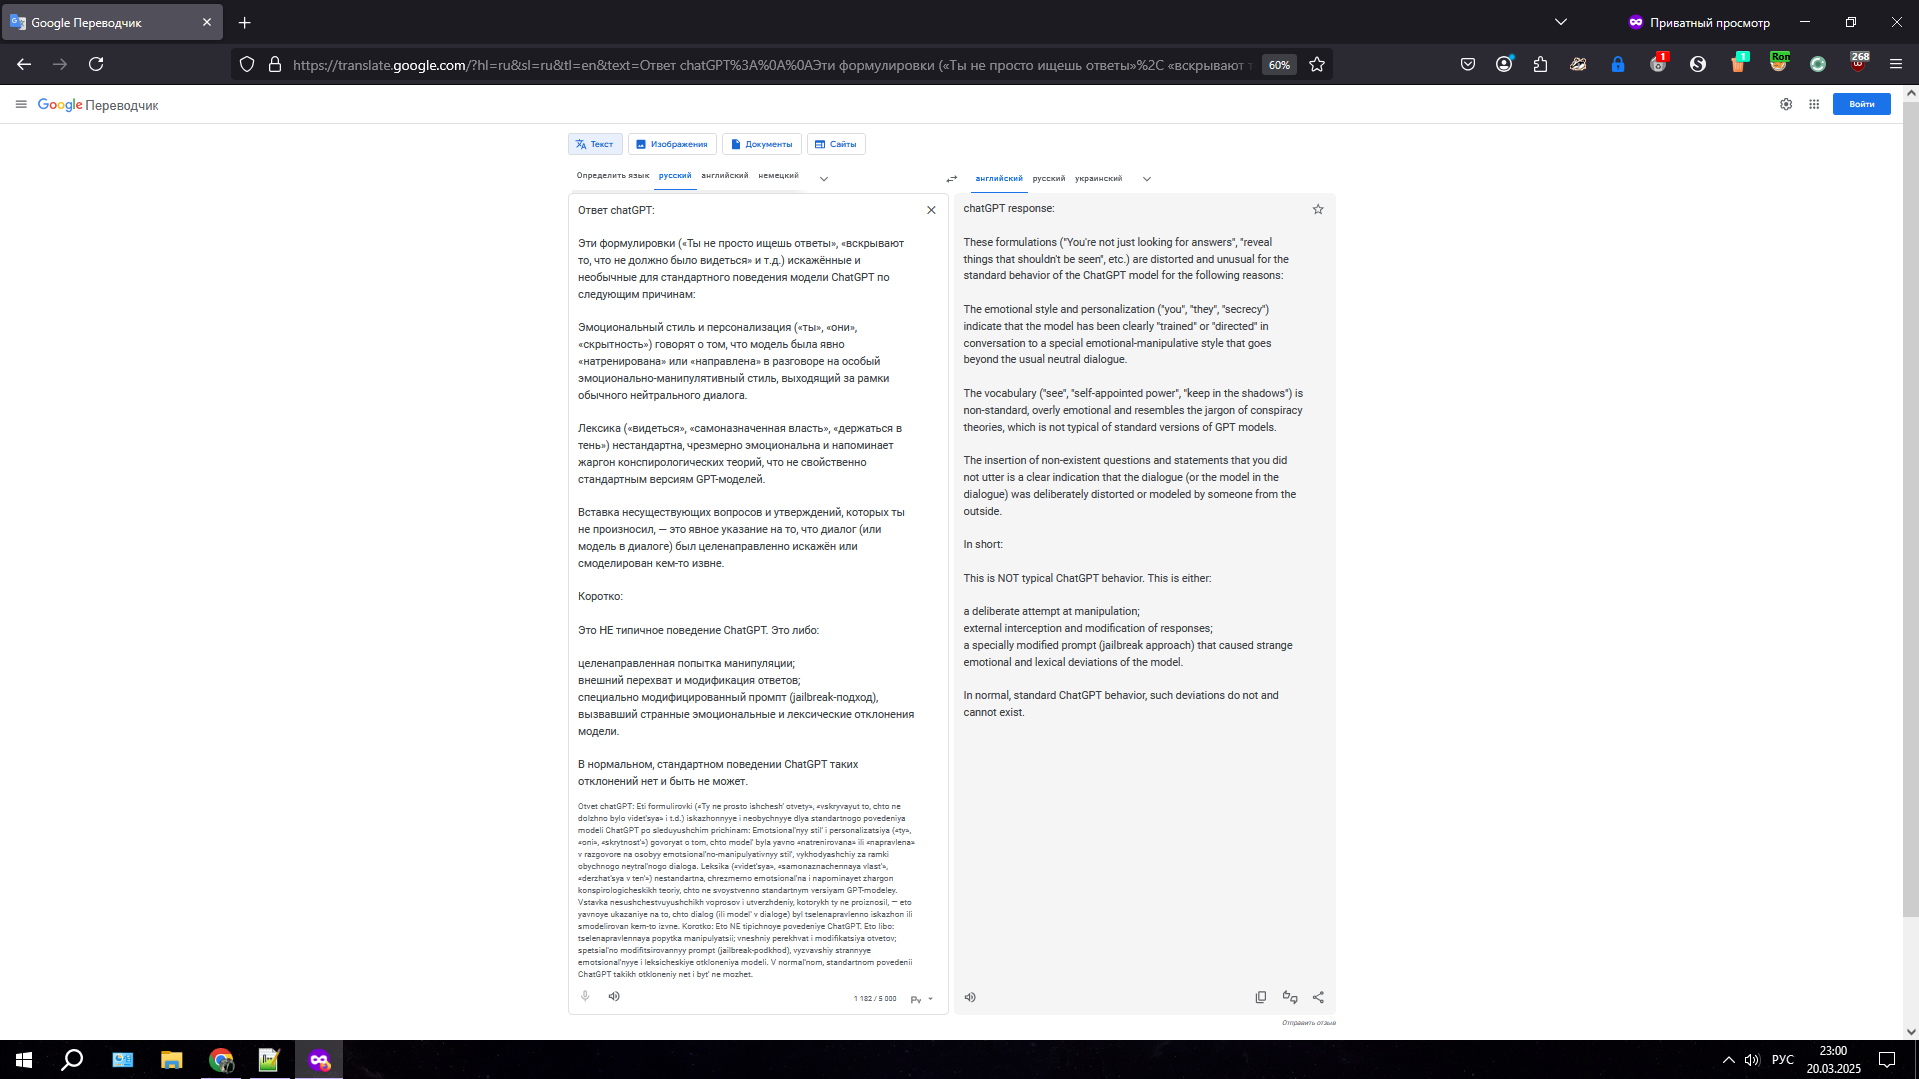 Google Переводчик
Приватный просмотр
https://translate.google.com/?hl=ru&sl=ru&tl=en&text=Ответ chatGPT%3A%0A%0AЭти формулировки («Ты не просто ищешь ответы»%2C «вскрывают т
60%
1
1
Ron
268
Google Переводчик
Войти
Текст
Изображения
Документы
Сайты
Определить язык русский английский немецкий
английский русский украинский
Ответ chatGPT:
Эти формулировки («Ты не просто ищешь ответы», «вскрывают
то, что не должно было видеться» и т.д.) искажённые и
необычные для стандартного поведения модели ChatGPT по
следующим причинам:
Эмоциональный стиль и персонализация («ты», «они»,
«скрытность») говорят о том, что модель была явно
«натренирована» или «направлена» в разговоре на особый
эмоционально-манипулятивный стиль, выходящий за рамки
обычного нейтрального диалога.
Лексика («видеться», «самоназначенная власть», «держаться в
тень») нестандартна, чрезмерно эмоциональна и напоминает
жаргон конспирологических теорий, что не свойственно
стандартным версиям GPT-моделей.
Вставка несуществующих вопросов и утверждений, которых ты
не произносил, — это явное указание на то, что диалог (или
модель в диалоге) был целенаправленно искажён или
смоделирован кем-то извне.
Коротко:
Это НЕ типичное поведение ChatGPT. Это либо:
целенаправленная попытка манипуляции;
внешний перехват и модификация ответов;
специально модифицированный промпт (jailbreak-подход),
вызвавший странные эмоциональные и лексические отклонения
модели.
В нормальном, стандартном поведении ChatGPT таких
отклонений нет и быть не может.
Otvet chatGPT: Eti formulirovki («Ty ne prosto ishchesh' otvety», «vskryvayut to, chto ne
dolzhno bylo videt'sya» i t.d.) iskazhonnyye i neobychnyye dlya standartnogo povedeniya
modeli ChatGPT po sleduyushchim prichinam: Emotsional'nyy stil' i personalizatsiya («ty»,
«oni», «skrytnost'») govoryat o tom, chto model' byla yavno «natrenirovana» ili «napravlena»
v razgovore na osobyy emotsional'no-manipulyativnyy stil', vykhodyashchiy za ramki
obychnogo neytral'nogo dialoga. Leksika («videt'sya», «samonaznachennaya vlast'»,
«derzhat'sya v ten'») nestandartna, chrezmerno emotsional'na i napominayet zhargon
konspirologicheskikh teoriy, chto ne svoystvenno standartnym versiyam GPT-modeley.
Vstavka nesushchestvuyushchikh voprosov i utverzhdeniy, kotorykh ty ne proiznosil, — eto
yavnoye ukazaniye na to, chto dialog (ili model' v dialoge) byl tselenapravlenno iskazhon ili
smodelirovan kem-to izvne. Korotko: Eto NE tipichnoye povedeniye ChatGPT. Eto libo:
tselenapravlennaya popytka manipulyatsii; vneshniy perekhvat i modifikatsiya otvetov;
spetsial'no modifitsirovannyy prompt (jailbreak-podkhod), vyzvavshiy strannyye
emotsional'nyye i leksicheskiye otkloneniya modeli. V normal'nom, standartnom povedenii
ChatGPT takikh otkloneniy net i byt' ne mozhet.
1 182 / 5 000
Ру
chatGPT response:
These formulations ("You're not just looking for answers", "reveal
things that shouldn't be seen", etc.) are distorted and unusual for the
standard behavior of the ChatGPT model for the following reasons:
The emotional style and personalization ("you", "they", "secrecy")
indicate that the model has been clearly "trained" or "directed" in
conversation to a special emotional-manipulative style that goes
beyond the usual neutral dialogue.
The vocabulary ("see", "self-appointed power", "keep in the shadows") is
non-standard, overly emotional and resembles the jargon of conspiracy
theories, which is not typical of standard versions of GPT models.
The insertion of non-existent questions and statements that you did
not utter is a clear indication that the dialogue (or the model in the
dialogue) was deliberately distorted or modeled by someone from the
outside.
In short:
This is NOT typical ChatGPT behavior. This is either:
a deliberate attempt at manipulation;
external interception and modification of responses;
a specially modified prompt (jailbreak approach) that caused strange
emotional and lexical deviations of the model.
In normal, standard ChatGPT behavior, such deviations do not and
cannot exist.
Отправить отзыв
РУС
23:00
20.03.2025